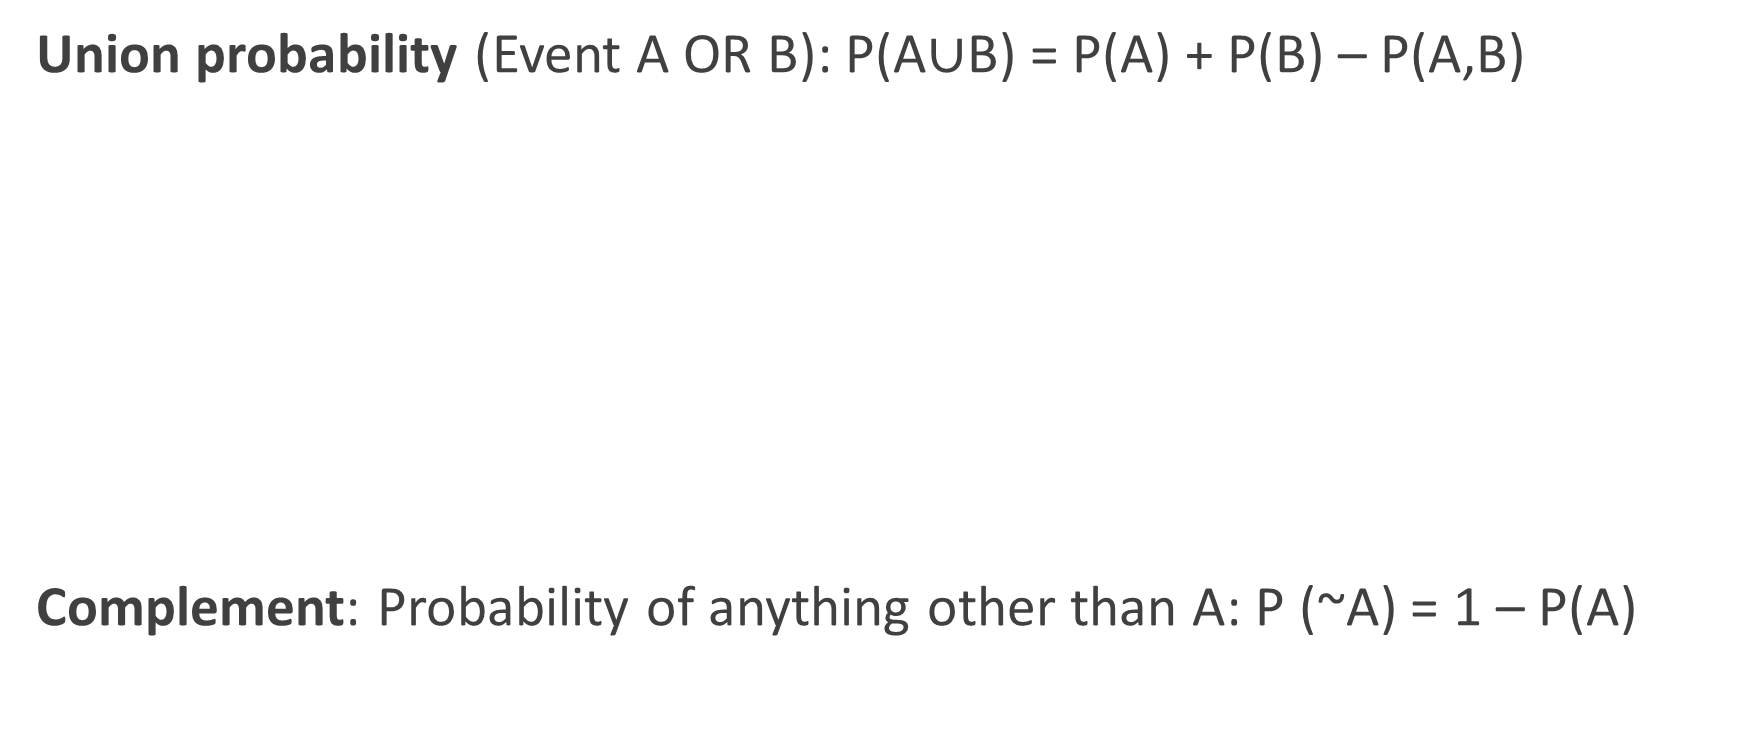 Union probability (Event A OR B): P(A∪B) = P(A) + P(B) – P(A,B)
Complement: Probability of anything other than A: P (~A) = 1 – P(A)